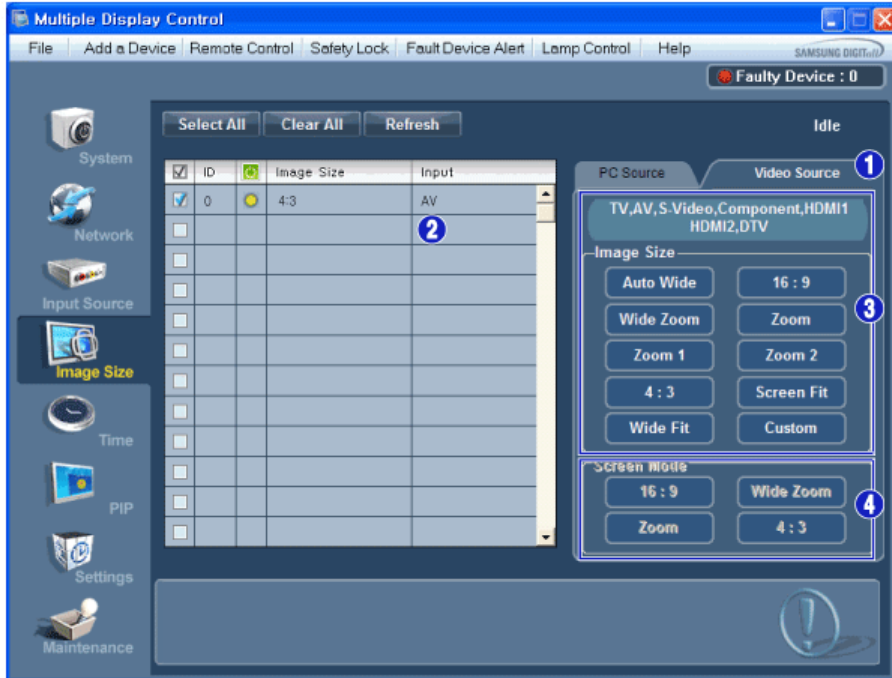 Multiple Display Control
File Add a Device Remote Control Safety Lock Fault Device Alert Lamp Control Help SAMSUNG DIGITall
Faulty Device : 0
Select All Clear All Refresh Idle
System
Network
Input Source
Image Size
Time
PIP
Settings
Maintenance
ID Image Size Input
0 4:3 AV
2
PC Source Video Source 1
TV,AV,S-Video,Component,HDMI1
HDMI2,DTV
Image Size
Auto Wide 16 : 9
3
Wide Zoom Zoom
Zoom 1 Zoom 2
4 : 3 Screen Fit
Wide Fit Custom
Screen Mode
16 : 9 Wide Zoom
4
Zoom 4 : 3